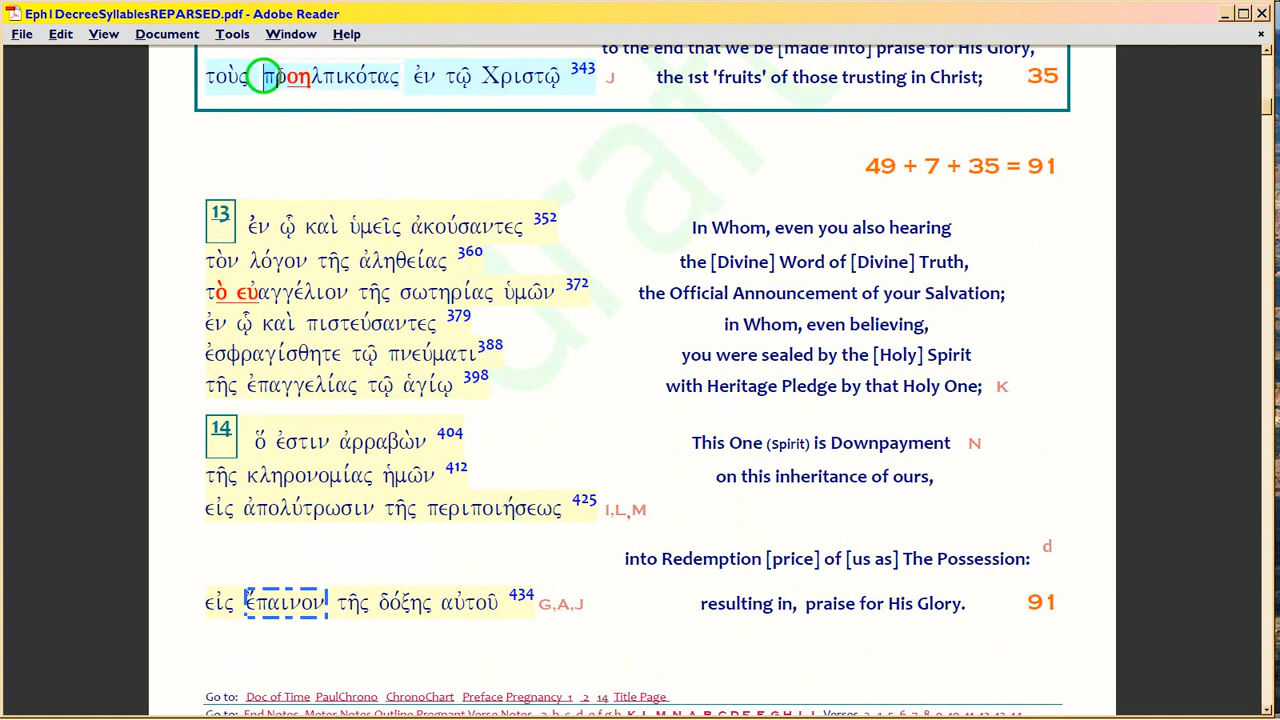 Eph1DecreeSyllablesREPARSED.pdf - Adobe Reader
File Edit View Document Tools Window Help
to the end that we be [made into] praise for His Glory,
τοὺς προηλπικότας ἐν τῷ Χριστῷ 343 J the 1st 'fruits' of those trusting in Christ; 35
49 + 7 + 35 = 91
13 ἐν ᾧ καὶ ὑμεῖς ἀκούσαντες 352 In Whom, even you also hearing
τὸν λόγον τῆς ἀληθείας 360 the [Divine] Word of [Divine] Truth,
τὸ εὐαγγέλιον τῆς σωτηρίας ὑμῶν 372 the Official Announcement of your Salvation;
ἐν ᾧ καὶ πιστεύσαντες 379 in Whom, even believing,
ἐσφραγίσθητε τῷ πνεύματι 388 you were sealed by the [Holy] Spirit
τῆς ἐπαγγελίας τῷ ἁγίῳ 398 with Heritage Pledge by that Holy One; K
14 ὅ ἐστιν ἀρραβὼν 404 This One (Spirit) is Downpayment N
τῆς κληρονομίας ἡμῶν 412 on this inheritance of ours,
εἰς ἀπολύτρωσιν τῆς περιποιήσεως 425 I,L,M
into Redemption [price] of [us as] The Possession: d
εἰς ἔπαινον τῆς δόξης αὐτοῦ 434 G,A,J resulting in, praise for His Glory. 91
Go to: Doc of Time PaulChrono ChronoChart Preface Pregnancy 1 2 14 Title Page